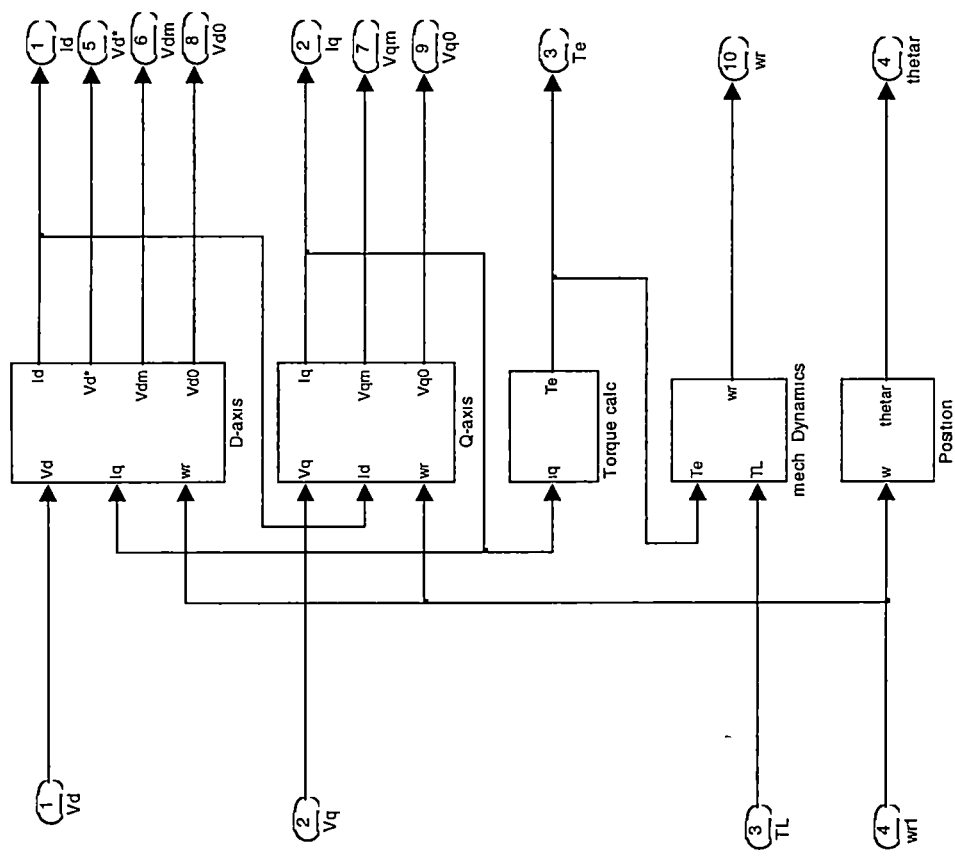 1
Id
5
Vd*
6
Vdm
8
Vd0
2
Iq
7
Vqm
9
Vq0
3
Te
10
wr
4
thetar
Id
Vd*
Vdm
Vd0
Vd
Iq
wr
D-axis
Iq
Vqm
Vq0
Vq
Id
wr
Q-axis
Te
Iq
Torque calc
wr
Te
TL
mech Dynamics
thetar
w
Position
1
Vd
2
Vq
3
TL
4
wr1